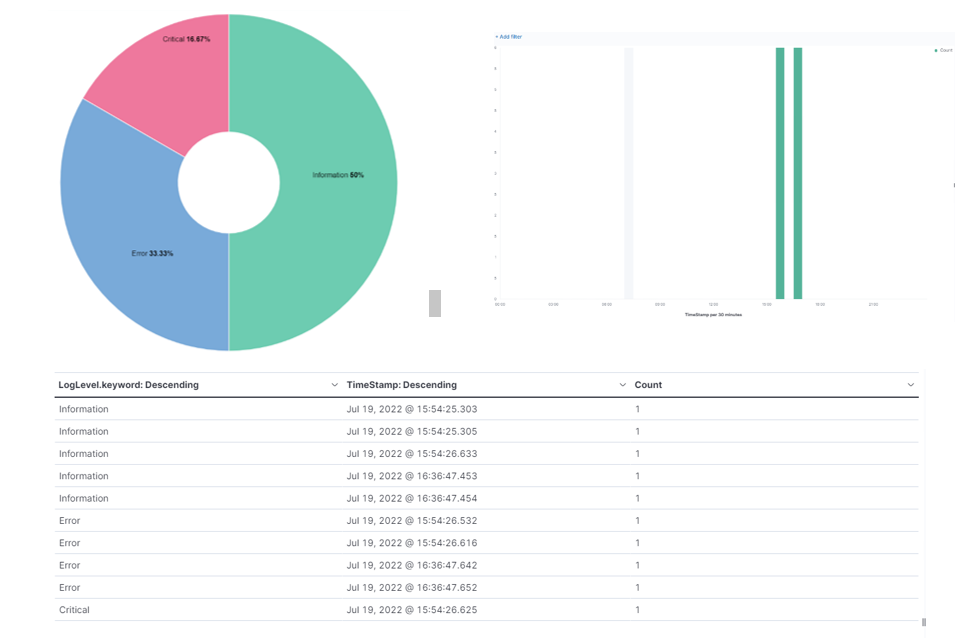 Critical 16.67%
Information 50%
Error 33.33%
+ Add filter
Count
TimeStamp per 30 minutes
LogLevel.keyword: Descending TimeStamp: Descending Count
Information Jul 19, 2022 @ 15:54:25.303 1
Information Jul 19, 2022 @ 15:54:25.305 1
Information Jul 19, 2022 @ 15:54:26.633 1
Information Jul 19, 2022 @ 16:36:47.453 1
Information Jul 19, 2022 @ 16:36:47.454 1
Error Jul 19, 2022 @ 15:54:26.532 1
Error Jul 19, 2022 @ 15:54:26.616 1
Error Jul 19, 2022 @ 16:36:47.642 1
Error Jul 19, 2022 @ 16:36:47.652 1
Critical Jul 19, 2022 @ 15:54:26.625 1